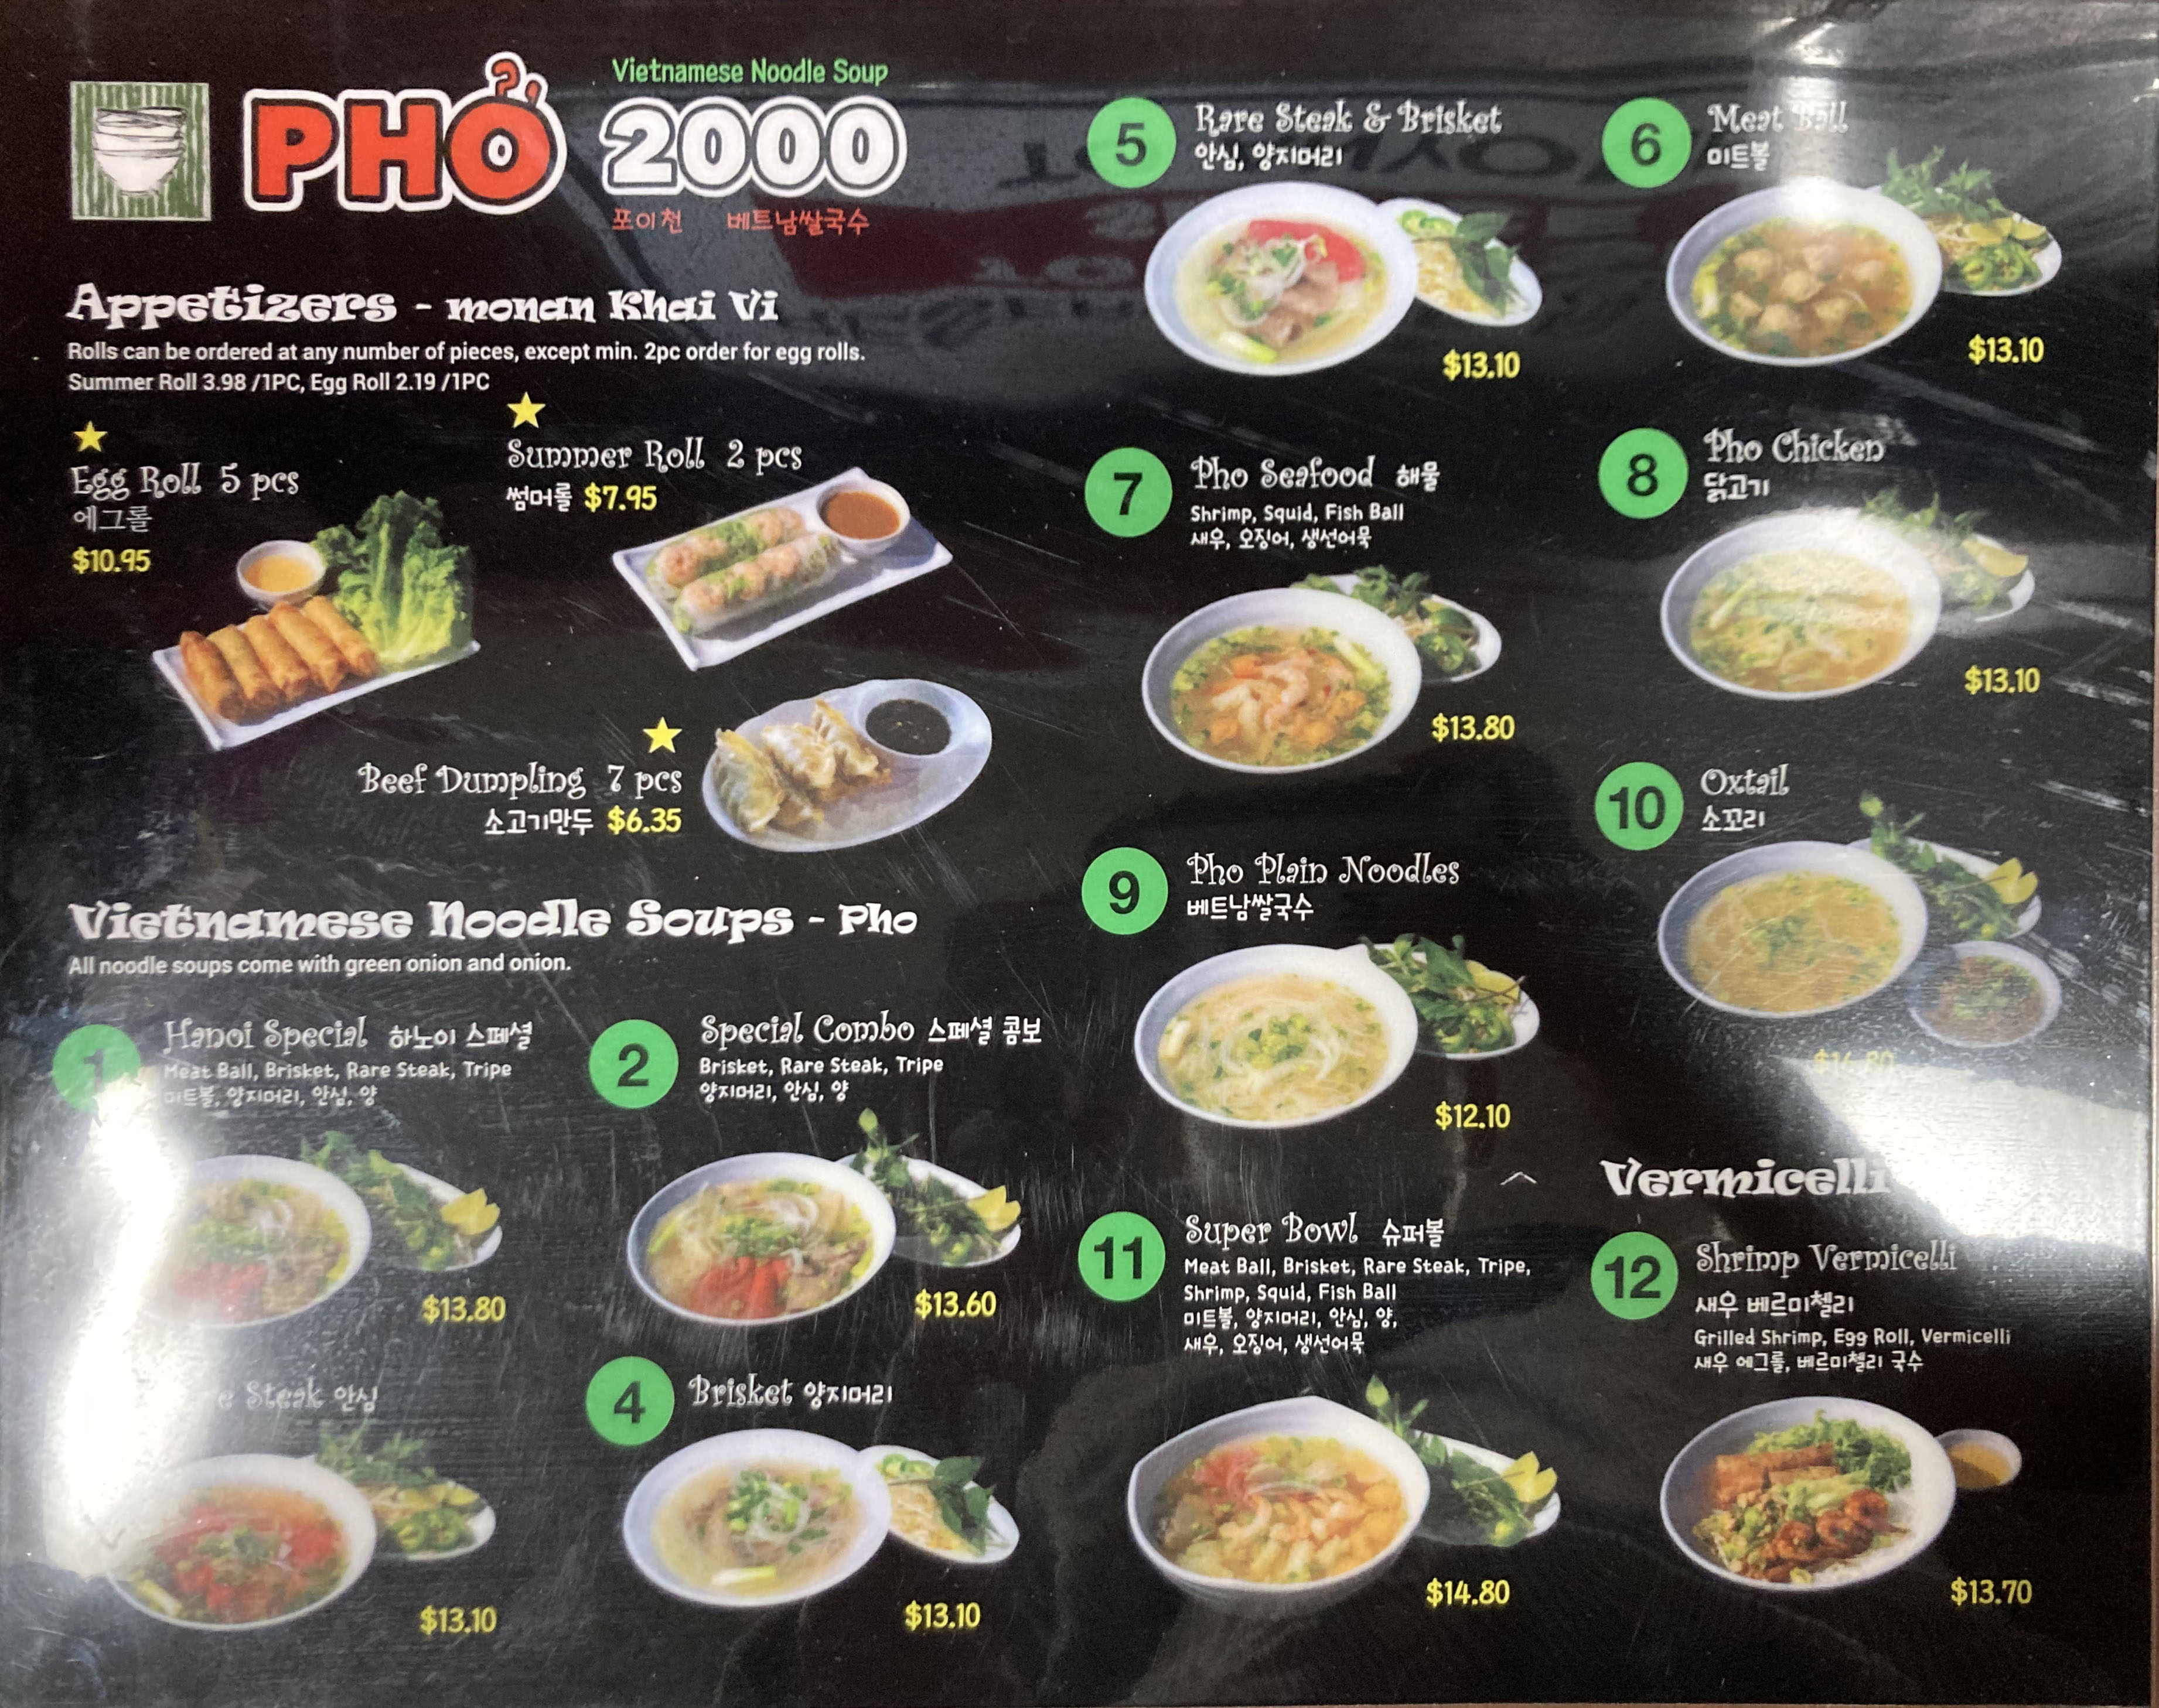 Vietnamese Noodle Soup
PHỞ 2000
포이천 베트남쌀국수
Appetizers - monan Khai Vi
Rolls can be ordered at any number of pieces, except min. 2pc order for egg rolls.
Summer Roll 3.98 /1PC, Egg Roll 2.19 /1PC
Egg Roll 5 pcs
에그롤
$10.95
Summer Roll 2 pcs
썸머롤 $7.95
Beef Dumpling 7 pcs
소고기만두 $6.35
Vietnamese Noodle Soups - Pho
All noodle soups come with green onion and onion.
1
Hanoi Special 하노이 스페셜
Meat Ball, Brisket, Rare Steak, Tripe
미트볼, 양지머리, 안심, 양
$13.80
2
Special Combo 스페셜 콤보
Brisket, Rare Steak, Tripe
양지머리, 안심, 양
$13.60
Steak 안심
$13.10
4
Brisket 양지머리
$13.10
5
Rare Steak & Brisket
안심, 양지머리
$13.10
6
Meat Ball
미트볼
$13.10
7
Pho Seafood 해물
Shrimp, Squid, Fish Ball
새우, 오징어, 생선어묵
$13.80
8
Pho Chicken
닭고기
$13.10
9
Pho Plain Noodles
베트남쌀국수
$12.10
10
Oxtail
소꼬리
11
Super Bowl 슈퍼볼
Meat Ball, Brisket, Rare Steak, Tripe,
Shrimp, Squid, Fish Ball
미트볼, 양지머리, 안심, 양,
새우, 오징어, 생선어묵
$14.80
Vermicelli
12
Shrimp Vermicelli
새우 베르미첼리
Grilled Shrimp, Egg Roll, Vermicelli
새우 에그롤, 베르미첼리 국수
$13.70